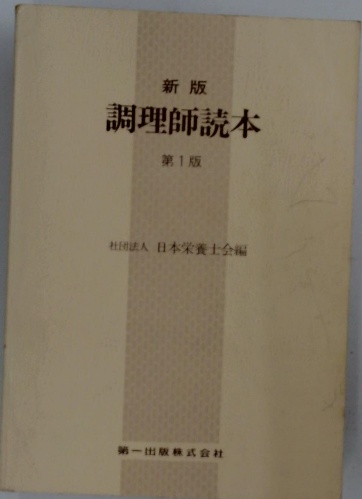 新版
調理師読本
第1版
社団法人 日本栄養士会編
第一出版株式会社